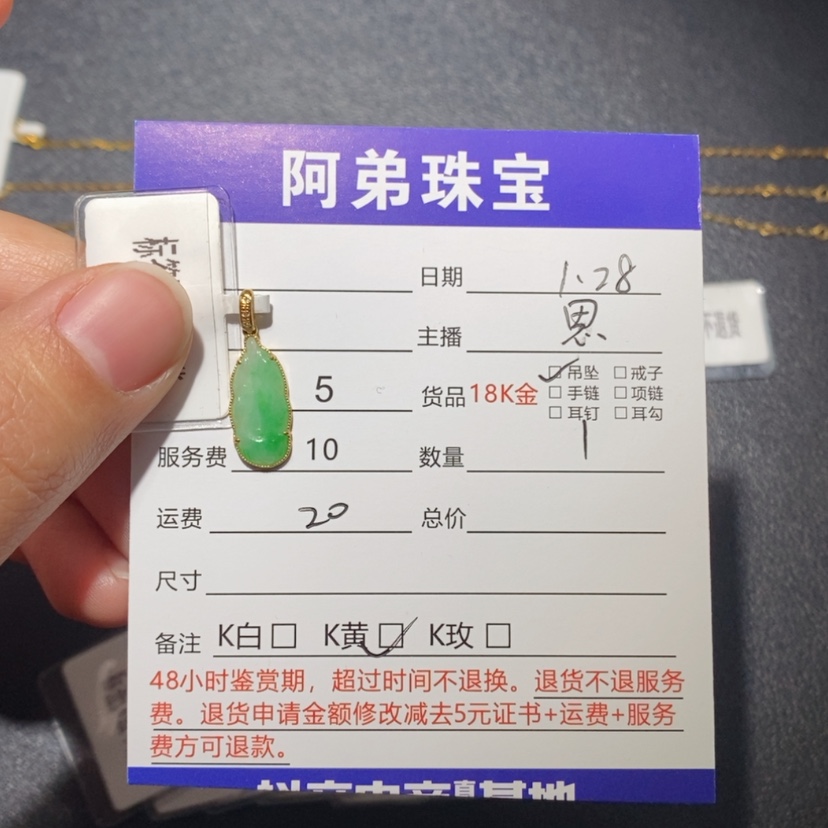 阿弟珠宝
标签
日期 1.28
主播 恩
不退货
5 货品 18K金 ☑吊坠 ☐戒子
☐手链 ☐项链
☐耳钉 ☐耳勾
服务费 10 数量 1
运费 20 总价
尺寸
备注 K白☐ K黄☑ K玫☐
48小时鉴赏期，超过时间不退换。退货不退服务
费。退货申请金额修改减去5元证书+运费+服务
费方可退款。